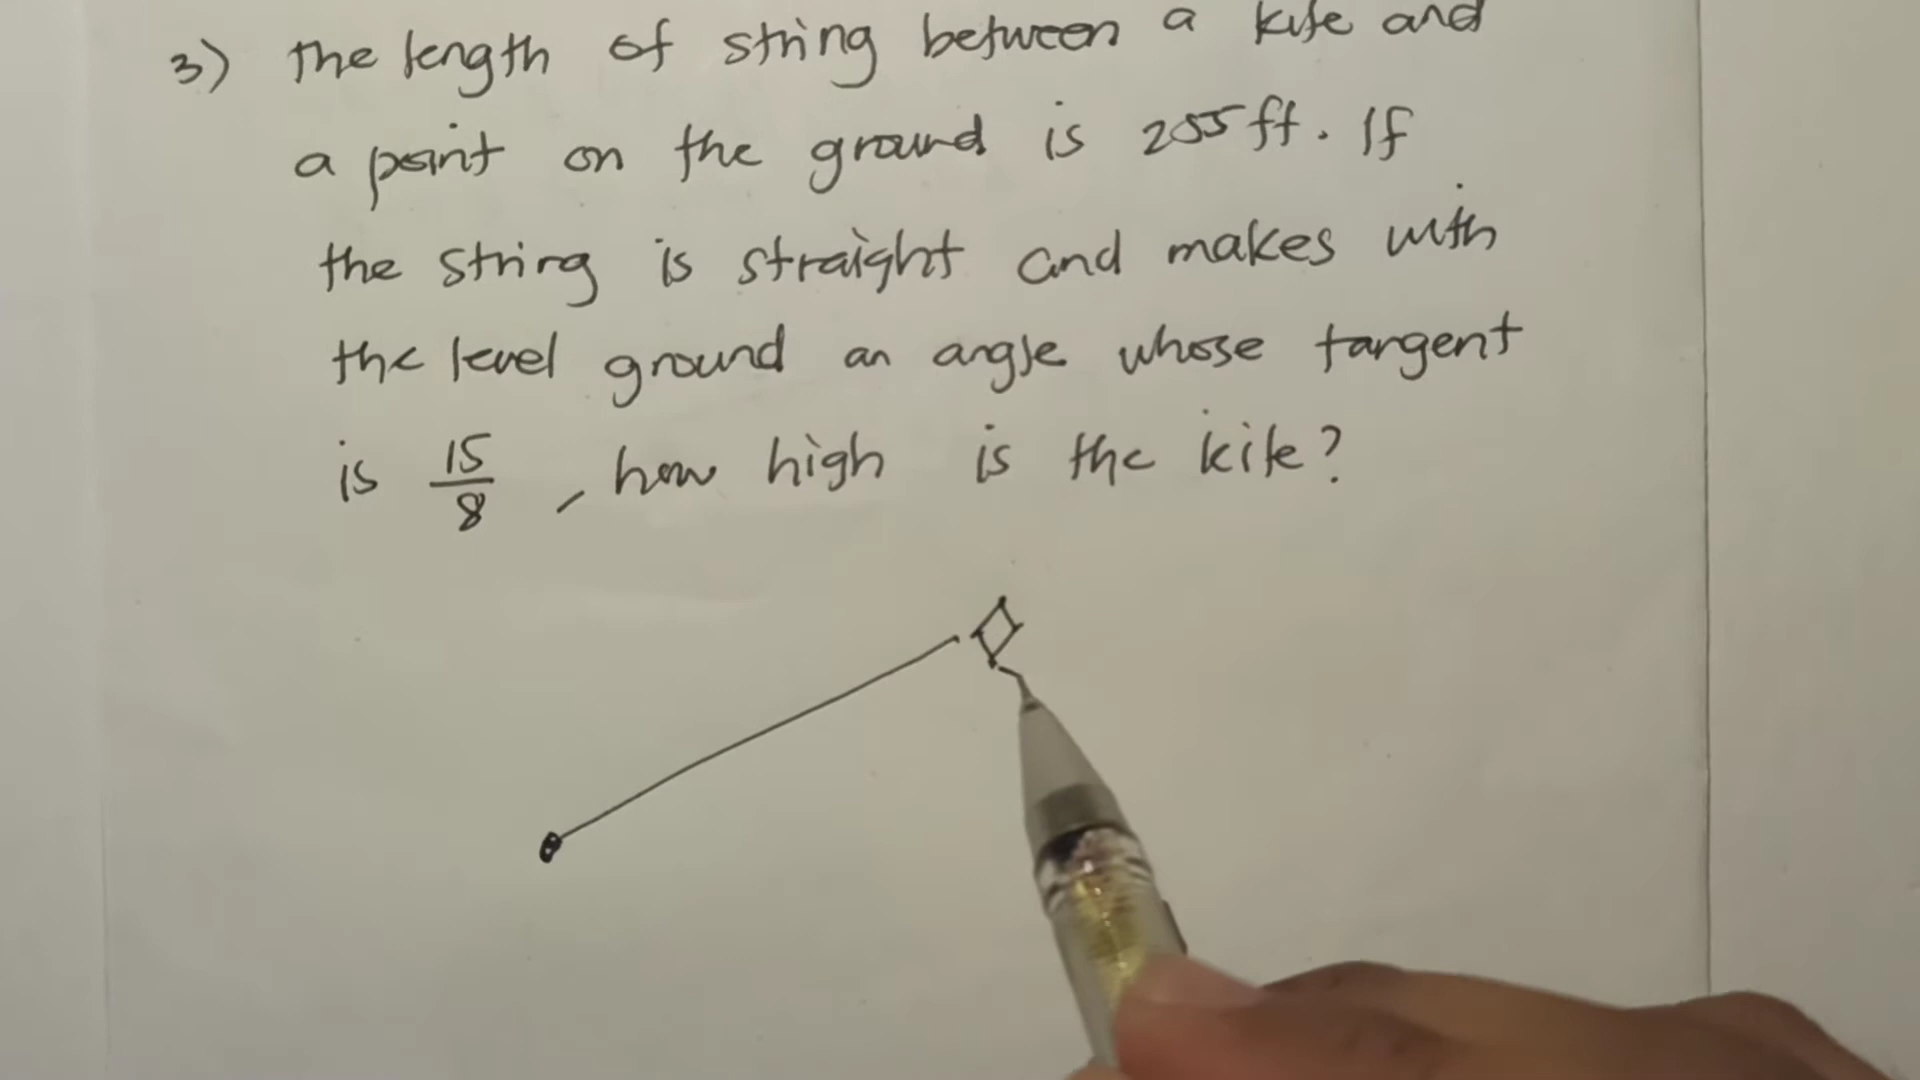 3) the length of string between a kite and
a point on the ground is 255 ft. If
the string is straight and makes with
the level ground an angle whose tangent
is 15/8, how high is the kite?